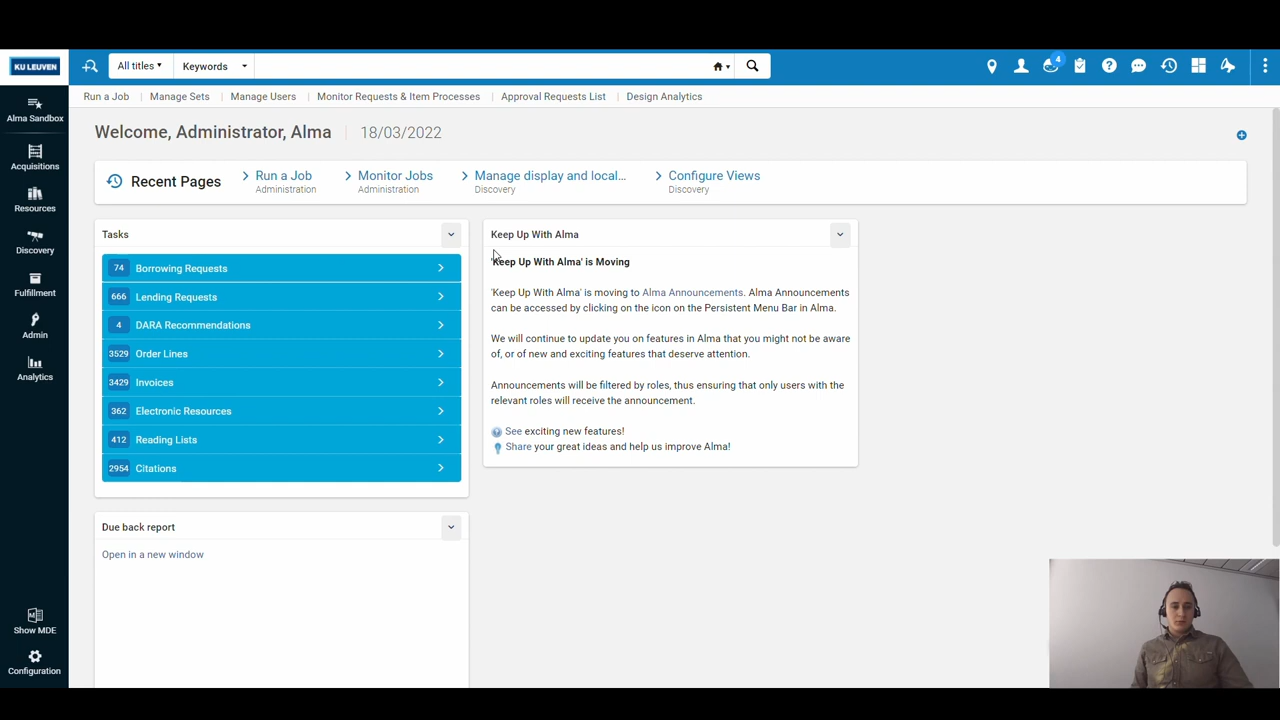 KU LEUVEN
All titles
Keywords
4
Run a Job
Manage Sets
Manage Users
Monitor Requests & Item Processes
Approval Requests List
Design Analytics
Alma Sandbox
Acquisitions
Resources
Discovery
Fulfillment
Admin
Analytics
Show MDE
Configuration
Welcome, Administrator, Alma
18/03/2022
Recent Pages
Run a Job
Administration
Monitor Jobs
Administration
Manage display and local...
Discovery
Configure Views
Discovery
Tasks
74 Borrowing Requests
666 Lending Requests
4 DARA Recommendations
3529 Order Lines
3429 Invoices
362 Electronic Resources
412 Reading Lists
2954 Citations
Due back report
Open in a new window
Keep Up With Alma
'Keep Up With Alma' is Moving
'Keep Up With Alma' is moving to Alma Announcements. Alma Announcements
can be accessed by clicking on the icon on the Persistent Menu Bar in Alma.
We will continue to update you on features in Alma that you might not be aware
of, or of new and exciting features that deserve attention.
Announcements will be filtered by roles, thus ensuring that only users with the
relevant roles will receive the announcement.
See exciting new features!
Share your great ideas and help us improve Alma!